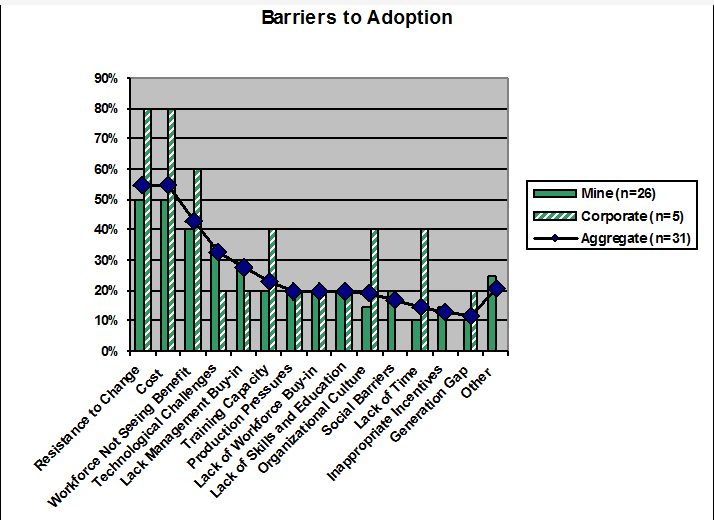 Barriers to Adoption
90%
80%
70%
60%
50%
40%
30%
20%
10%
0%
Resistance to Change
Cost
Workforce Not Seeing Benefit
Technological Challenges
Lack Management Buy-in
Training Capacity
Production Pressures
Lack of Workforce Buy-in
Lack of Skills and Education
Organizational Culture
Social Barriers
Lack of Time
Inappropriate Incentives
Generation Gap
Other
Mine (n=26)
Corporate (n=5)
Aggregate (n=31)